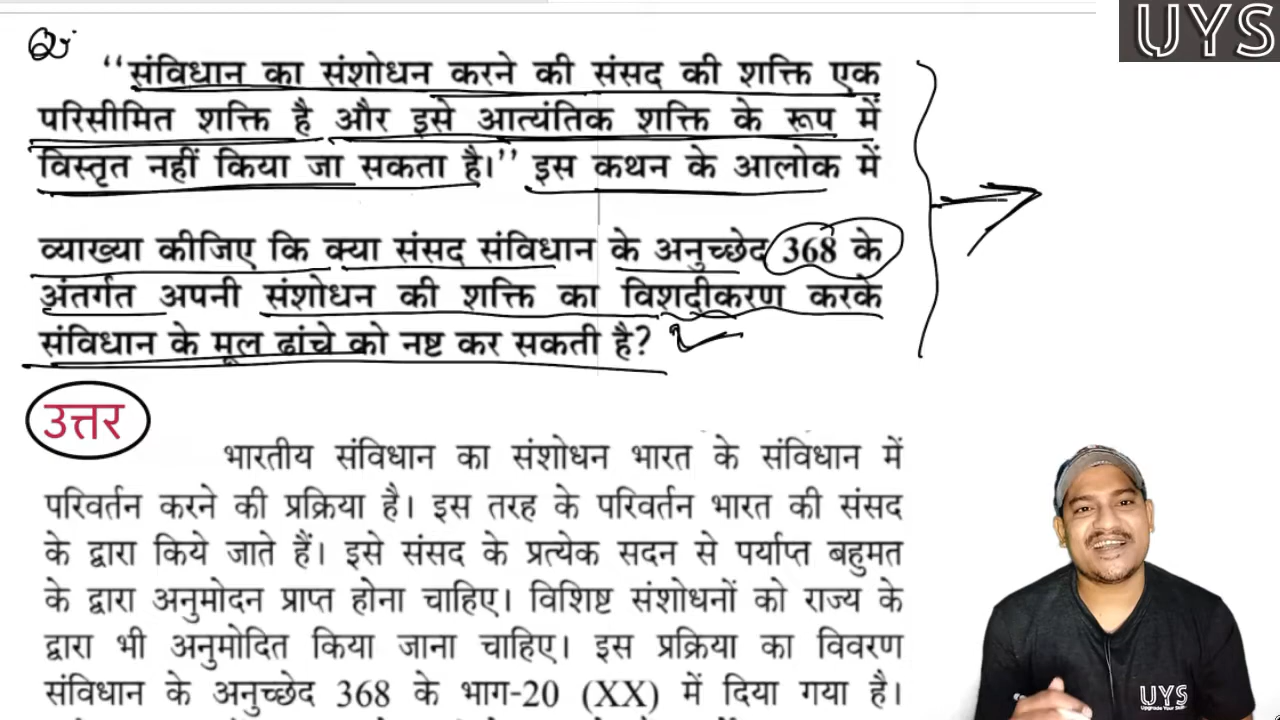 UYS
Q:
‘‘संविधान का संशोधन करने की संसद की शक्ति एक
परिसीमित शक्ति है और इसे आत्यंतिक शक्ति के रूप में
विस्तृत नहीं किया जा सकता है।’’ इस कथन के आलोक में
व्याख्या कीजिए कि क्या संसद संविधान के अनुच्छेद 368 के
अंतर्गत अपनी संशोधन की शक्ति का विशदीकरण करके
संविधान के मूल ढांचे को नष्ट कर सकती है?
उत्तर
भारतीय संविधान का संशोधन भारत के संविधान में
परिवर्तन करने की प्रक्रिया है। इस तरह के परिवर्तन भारत की संसद
के द्वारा किये जाते हैं। इसे संसद के प्रत्येक सदन से पर्याप्त बहुमत
के द्वारा अनुमोदन प्राप्त होना चाहिए। विशिष्ट संशोधनों को राज्य के
द्वारा भी अनुमोदित किया जाना चाहिए। इस प्रक्रिया का विवरण
संविधान के अनुच्छेद 368 के भाग-20 (XX) में दिया गया है।
UYS
Upgrade Your Skill